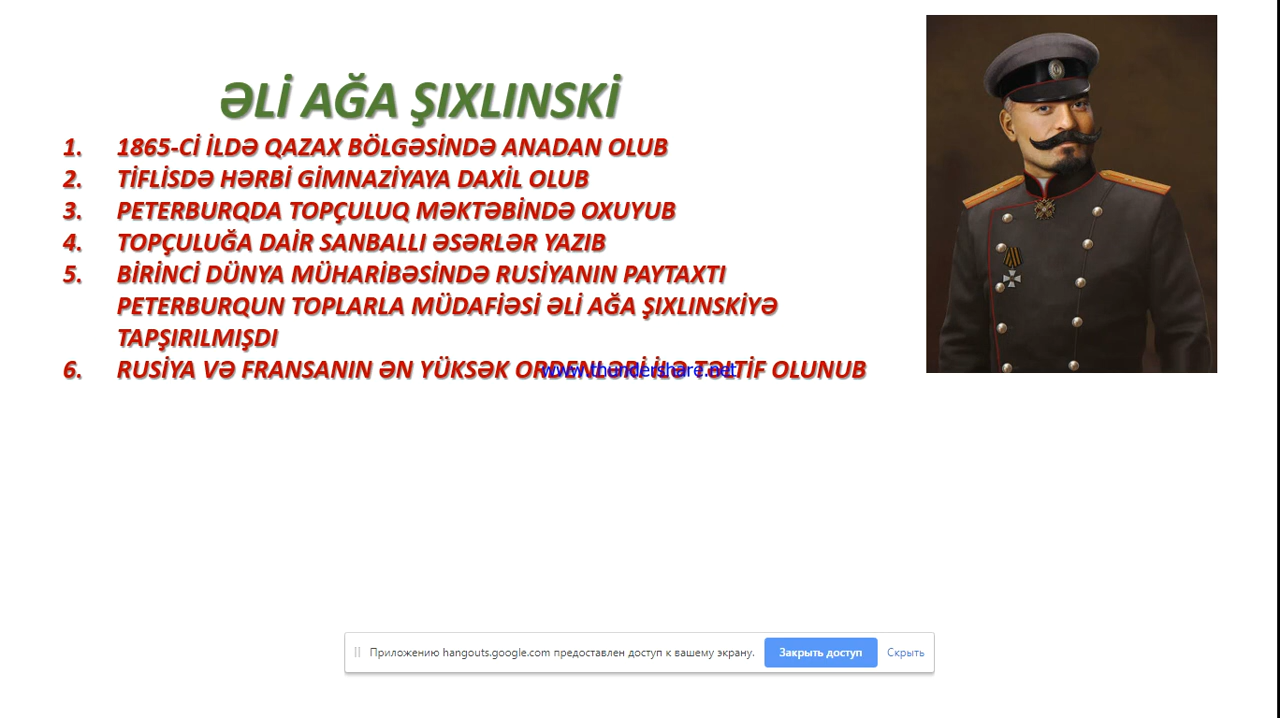 ƏLİ AĞA ŞIXLINSKİ
1. 1865-Cİ İLDƏ QAZAX BÖLGƏSİNDƏ ANADAN OLUB
2. TİFLİSDƏ HƏRBİ GİMNAZİYAYA DAXİL OLUB
3. PETERBURQDA TOPÇULUQ MƏKTƏBİNDƏ OXUYUB
4. TOPÇULUĞA DAİR SANBALLI ƏSƏRLƏR YAZIB
5. BİRİNCİ DÜNYA MÜHARİBƏSİNDƏ RUSİYANIN PAYTAXTI
PETERBURQUN TOPLARLA MÜDAFİƏSİ ƏLİ AĞA ŞIXLINSKİYƏ
TAPŞIRILMIŞDI
6. RUSİYA VƏ FRANSANIN ƏN YÜKSƏK ORDENLƏRİ İLƏ TƏLTİF OLUNUB
www.thundershare.net
Приложению hangouts.google.com предоставлен доступ к вашему экрану. Закрыть доступ Скрыть